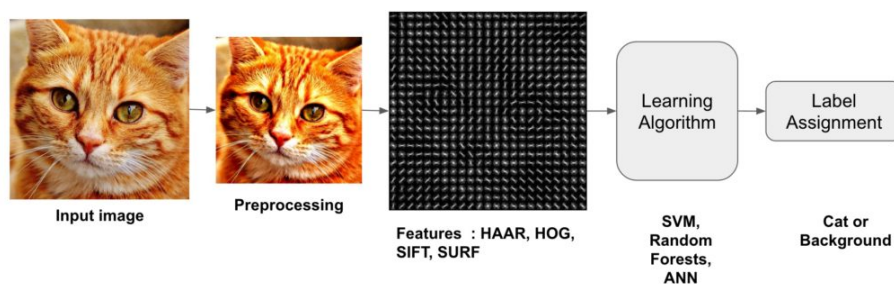 Input image
Preprocessing
Features : HAAR, HOG,
SIFT, SURF
Learning
Algorithm
SVM,
Random
Forests,
ANN
Label
Assignment
Cat or
Background